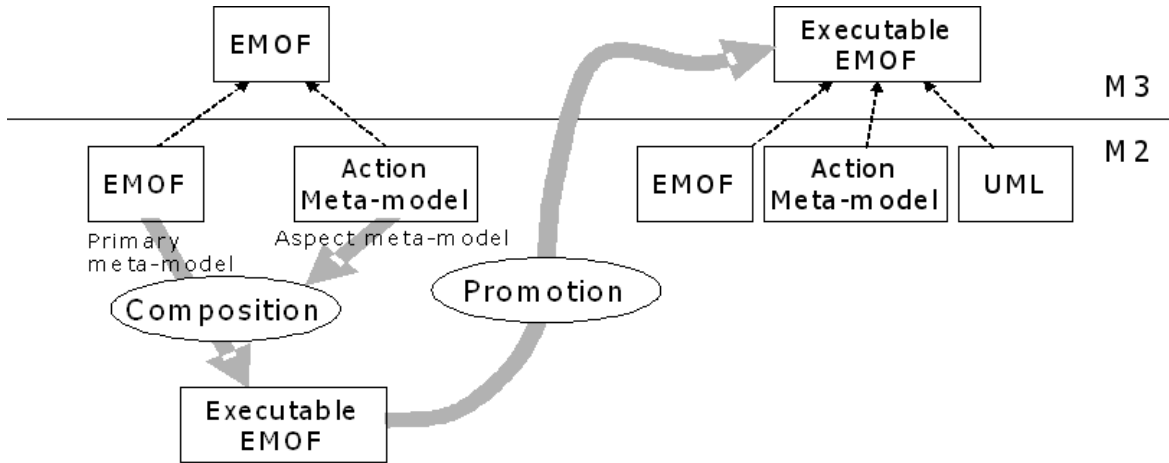 EMOF
Executable
EMOF
M3
M2
EMOF
Action
Meta-model
EMOF
Action
Meta-model
UML
Primary
meta-model
Aspect meta-model
Composition
Promotion
Executable
EMOF